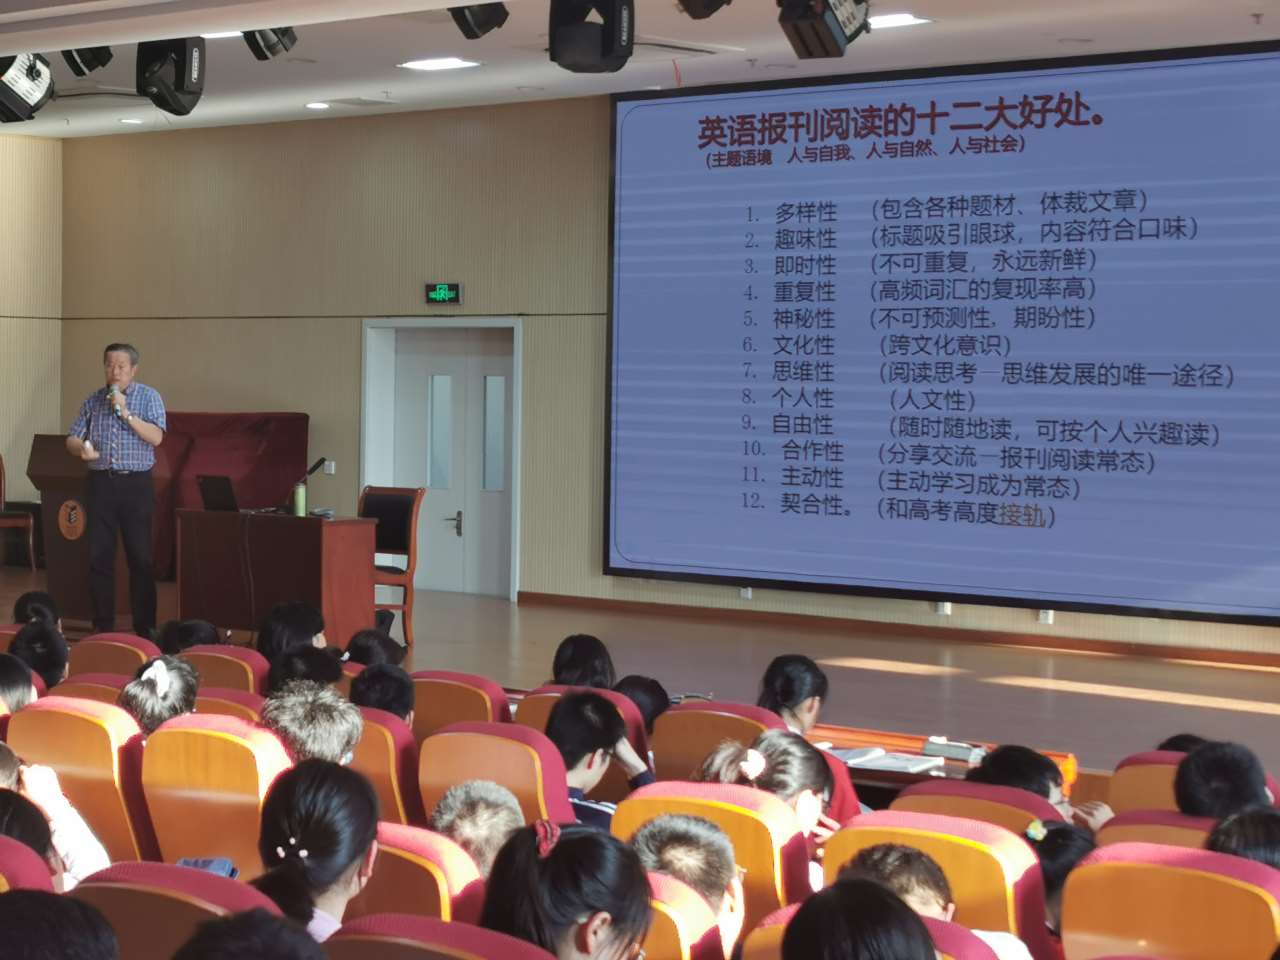 英语报刊阅读的十二大好处。
（主题语境 人与自我、人与自然、人与社会）
1. 多样性 （包含各种题材、体裁文章）
2. 趣味性 （标题吸引眼球，内容符合口味）
3. 即时性 （不可重复，永远新鲜）
4. 重复性 （高频词汇的复现率高）
5. 神秘性 （不可预测性，期盼性）
6. 文化性 （跨文化意识）
7. 思维性 （阅读思考—思维发展的唯一途径）
8. 个人性 （人文性）
9. 自由性 （随时随地读，可按个人兴趣读）
10. 合作性 （分享交流—报刊阅读常态）
11. 主动性 （主动学习成为常态）
12. 契合性。（和高考高度接轨）